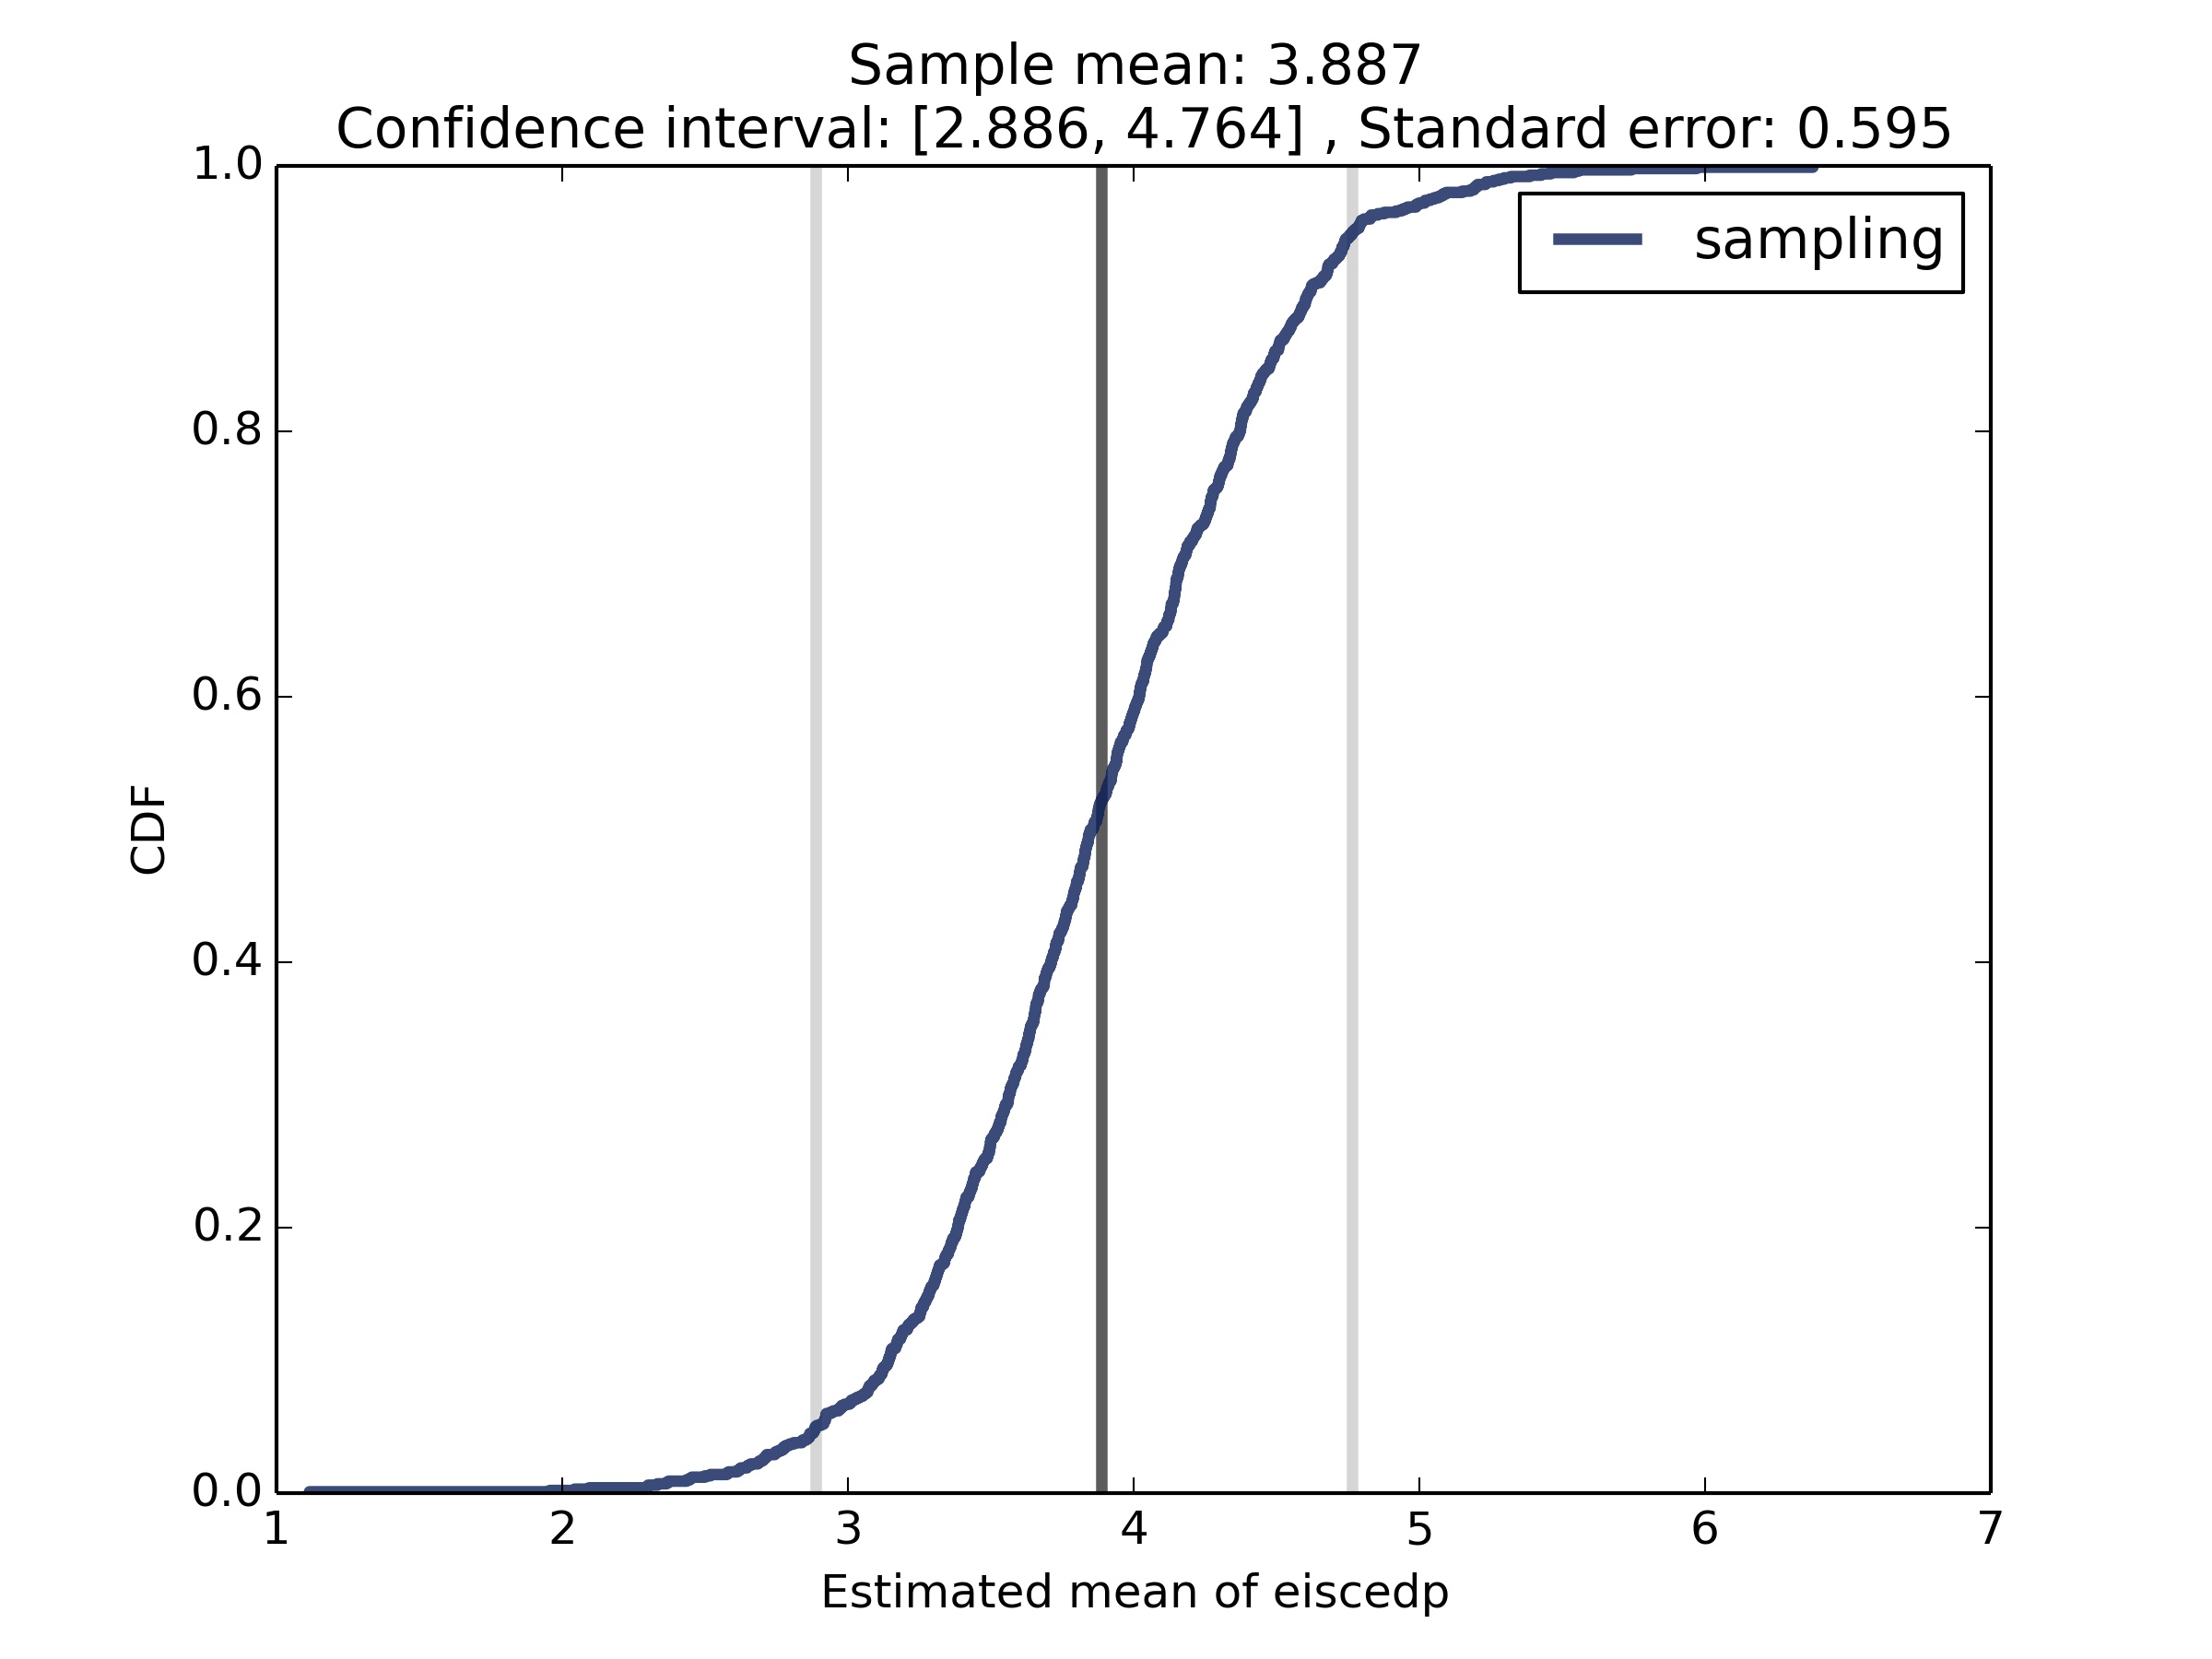 Sample mean: 3.887
Confidence interval: [2.886, 4.764] , Standard error: 0.595
1.0
sampling
0.8
0.6
CDF
0.4
0.2
0.0
1 2 3 4 5 6 7
Estimated mean of eiscedp